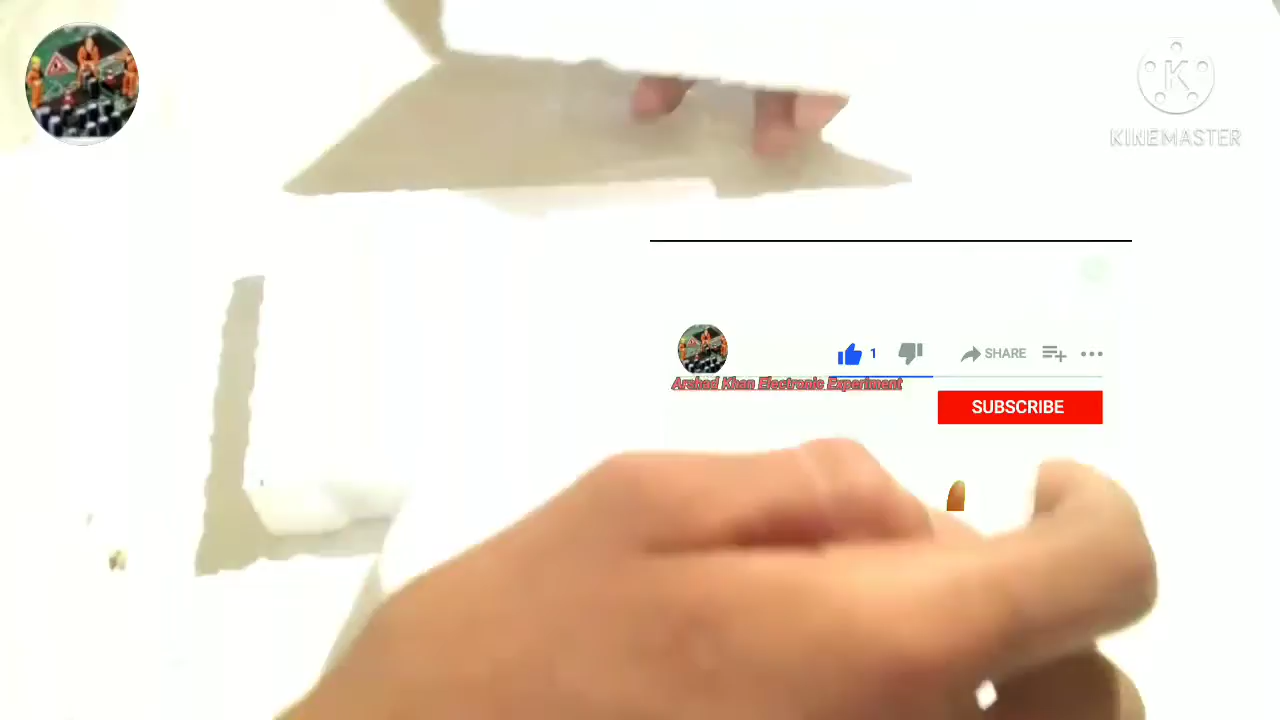 K
KINEMASTER
1
SHARE
Arshad Khan Electronic Experiment
SUBSCRIBE